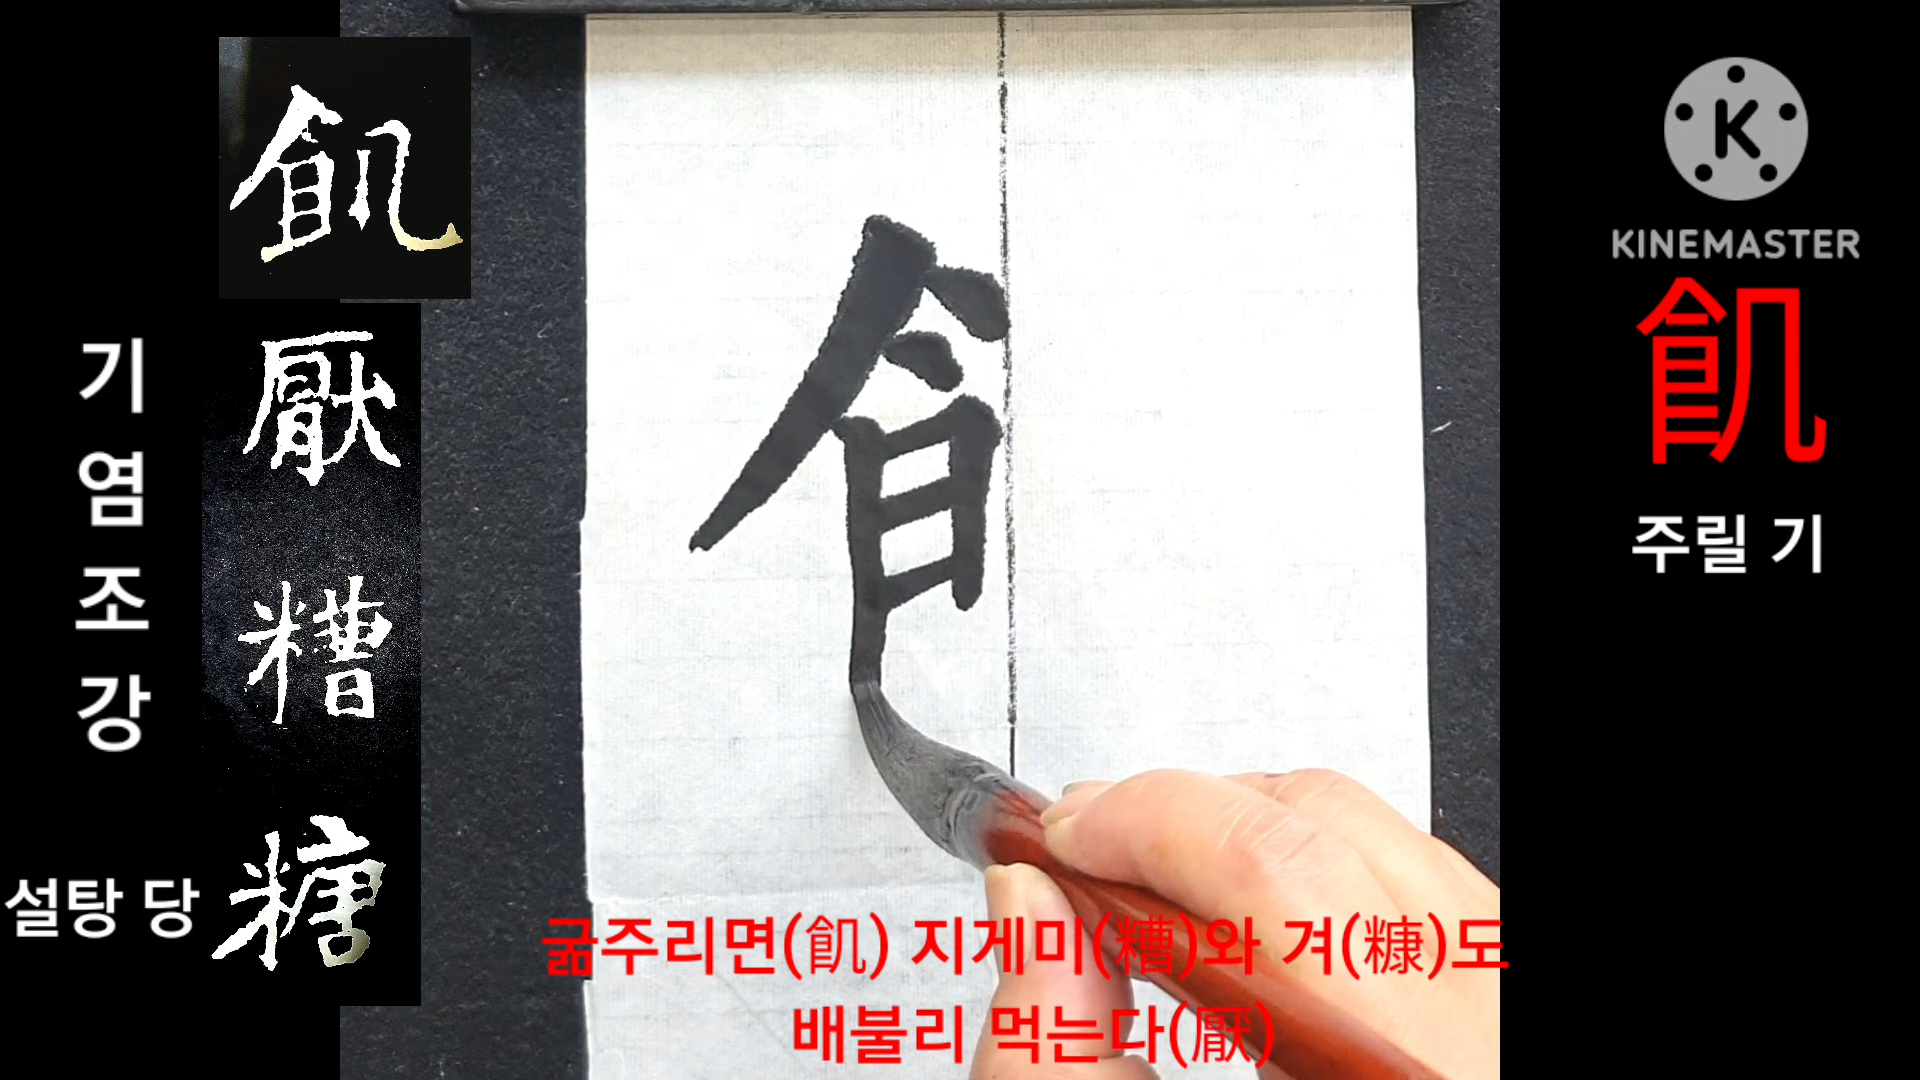 飢
厭
糟
糖
기
염
조
강
설탕 당
KINEMASTER
飢
주릴 기
굶주리면(飢) 지게미(糟)와 겨(糠)도
배불리 먹는다(厭)